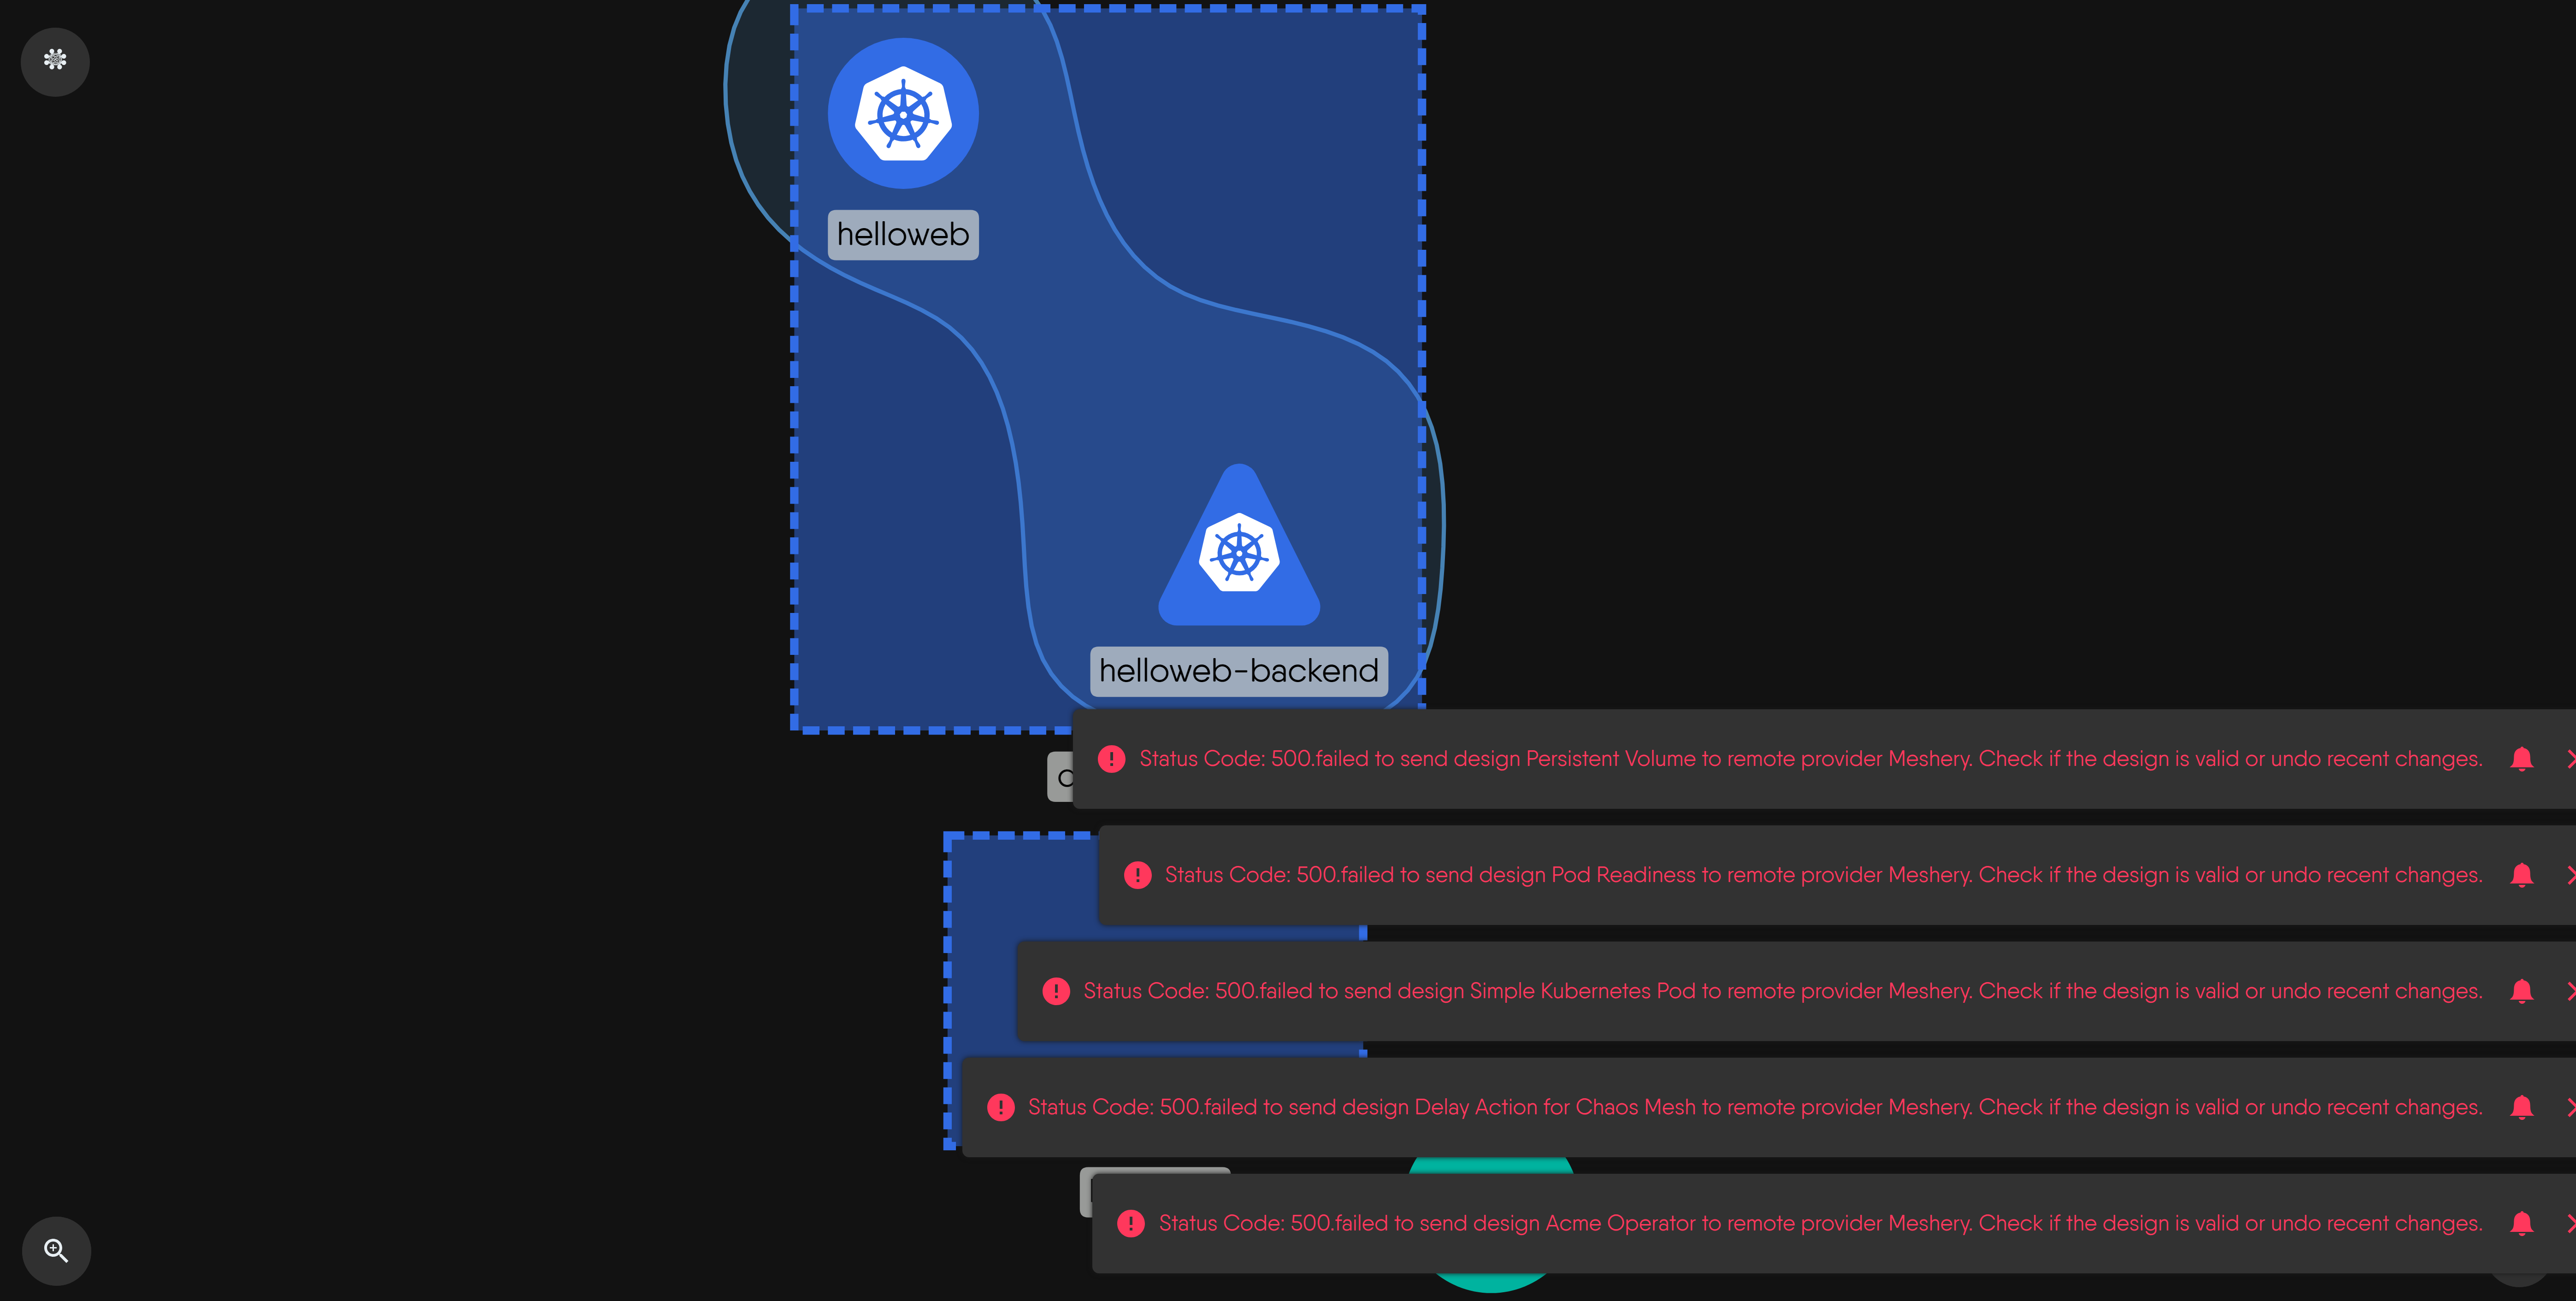 helloweb
helloweb-backend
Status Code: 500.failed to send design Persistent Volume to remote provider Meshery. Check if the design is valid or undo recent changes.
Status Code: 500.failed to send design Pod Readiness to remote provider Meshery. Check if the design is valid or undo recent changes.
Status Code: 500.failed to send design Simple Kubernetes Pod to remote provider Meshery. Check if the design is valid or undo recent changes.
Status Code: 500.failed to send design Delay Action for Chaos Mesh to remote provider Meshery. Check if the design is valid or undo recent changes.
Status Code: 500.failed to send design Acme Operator to remote provider Meshery. Check if the design is valid or undo recent changes.